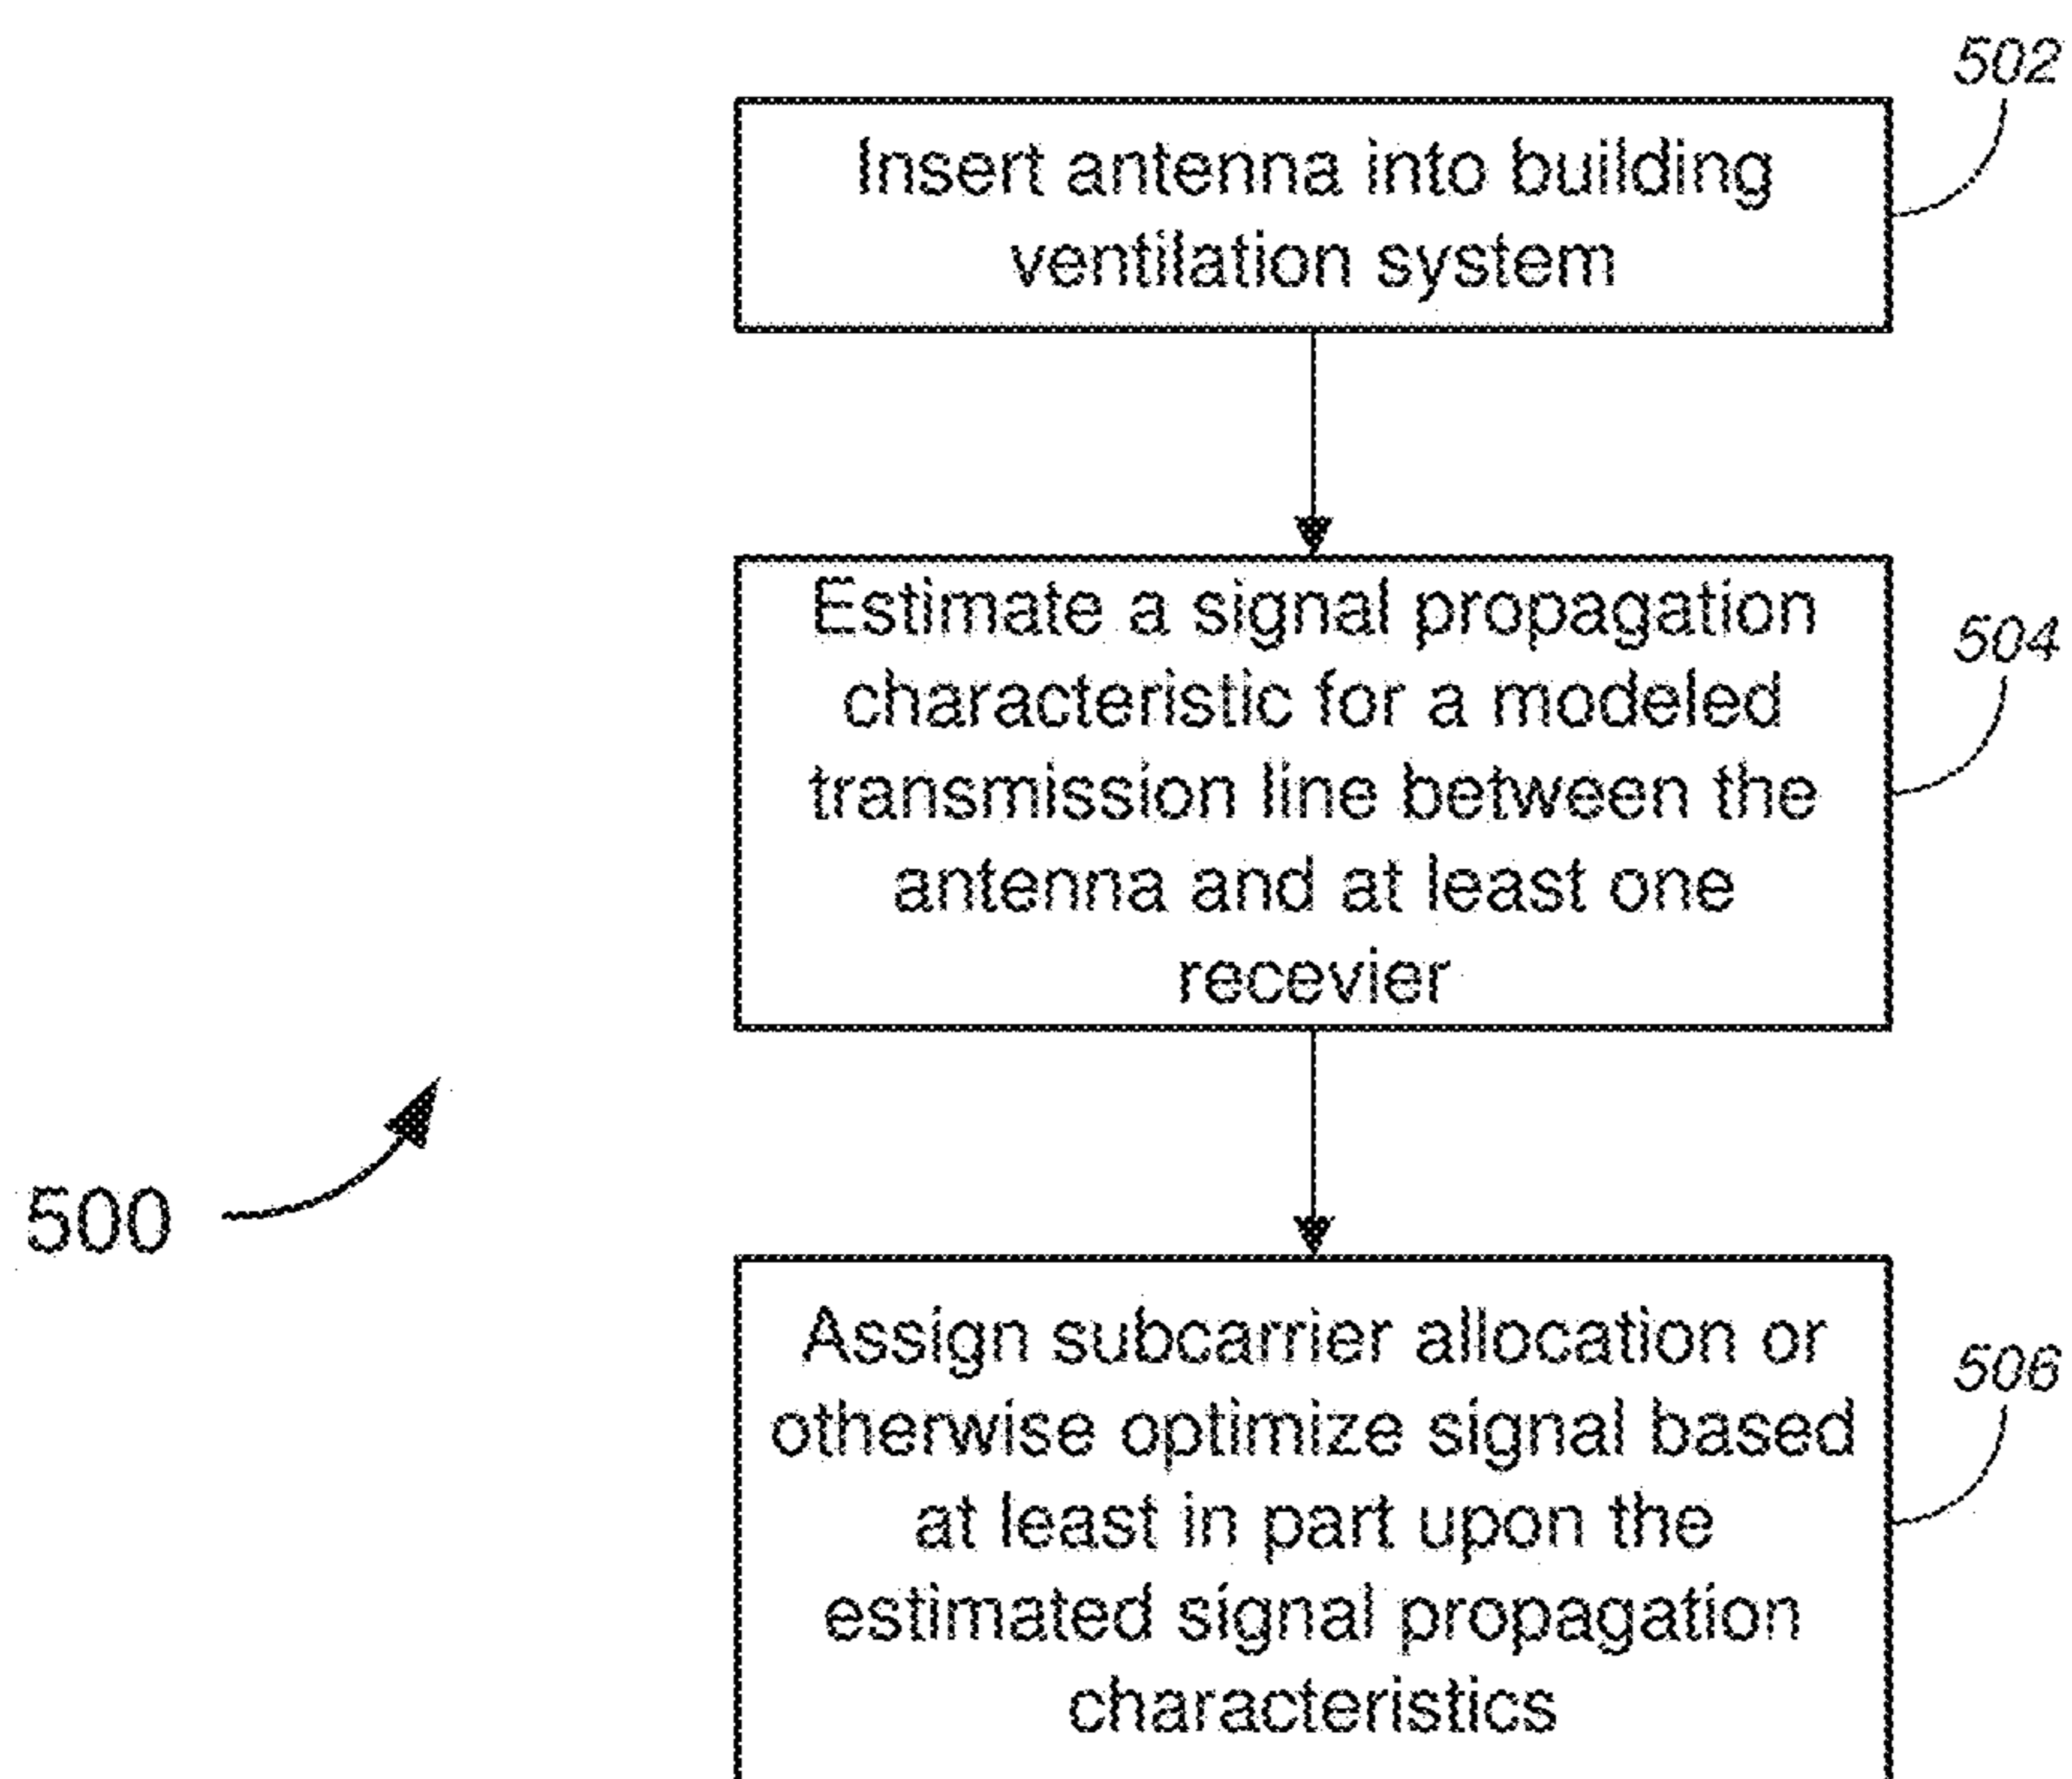 502
Insert antenna into building
ventilation system
Estimate a signal propagation
characteristic for a modeled
transmission line between the
antenna and at least one
recevier
504
500
Assign subcarrier allocation or
otherwise optimize signal based
at least in part upon the
estimated signal propagation
characteristics
506